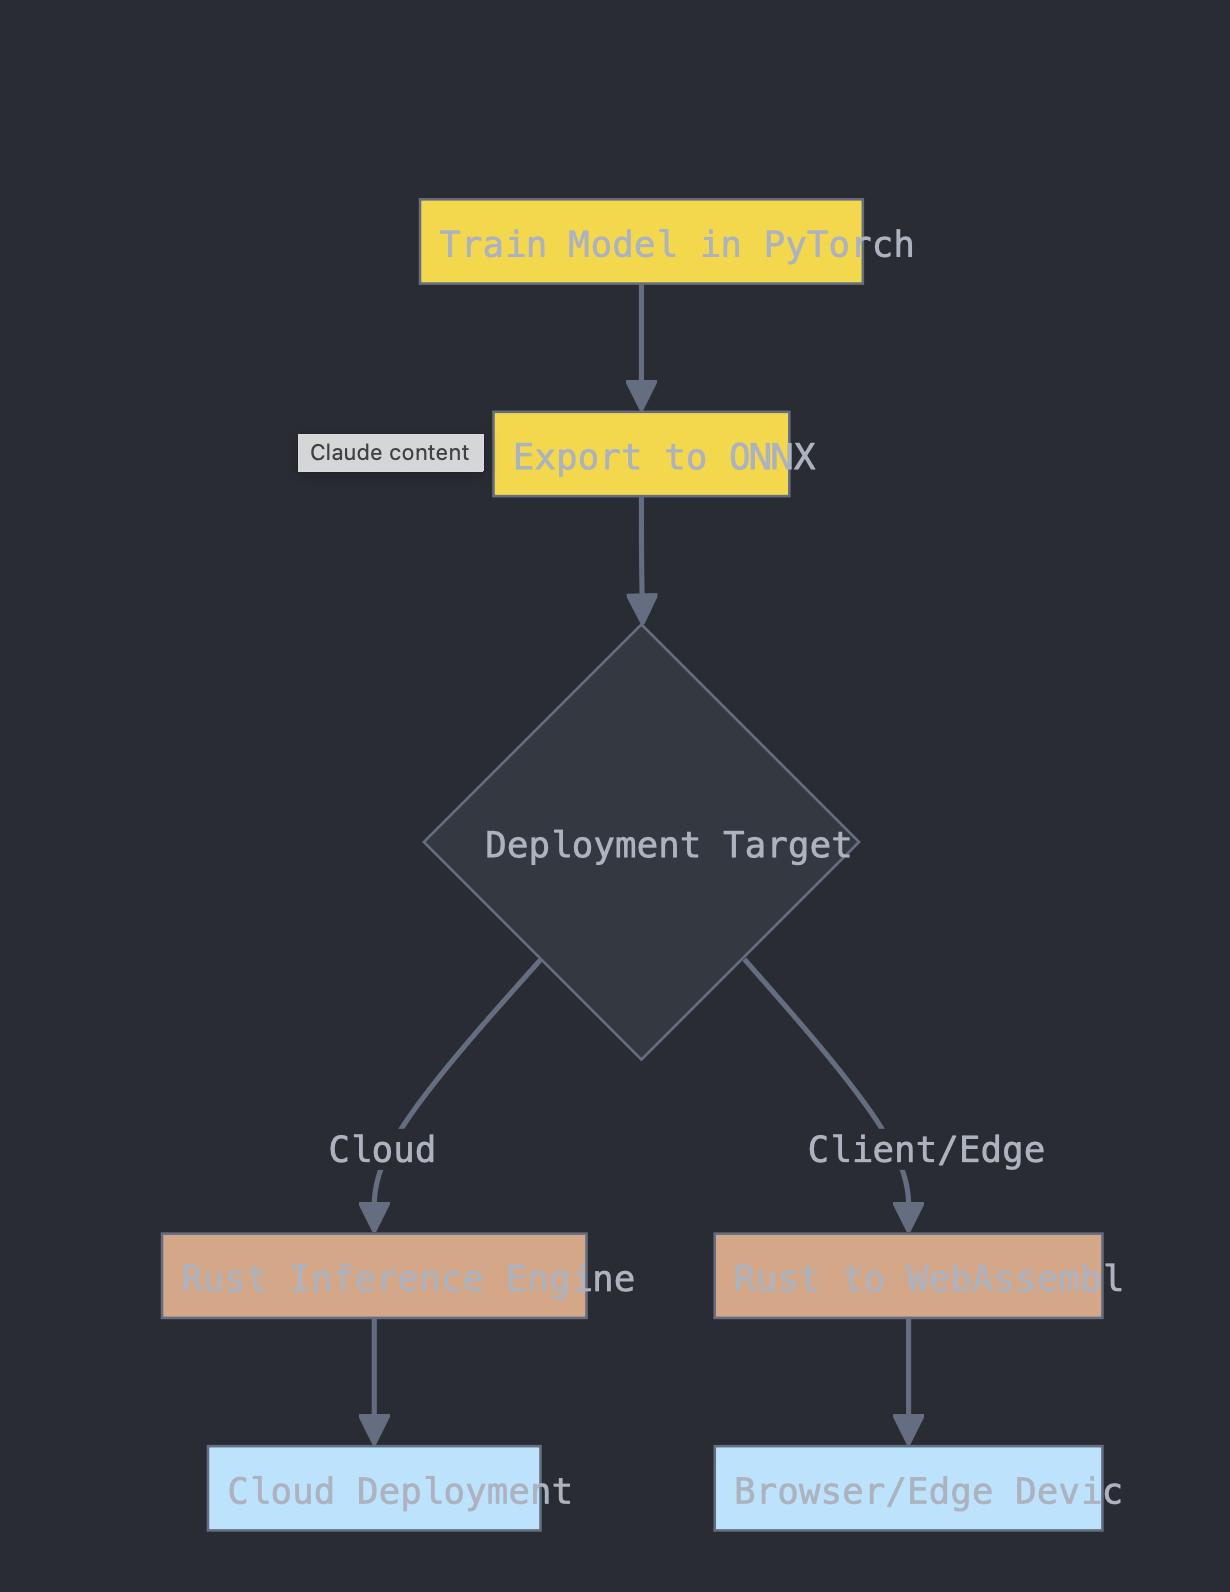 Train Model in PyTorch
Claude content
Export to ONNX
Deployment Target
Cloud
Client/Edge
Rust Inference Engine
Rust to WebAssembl
Cloud Deployment
Browser/Edge Devic